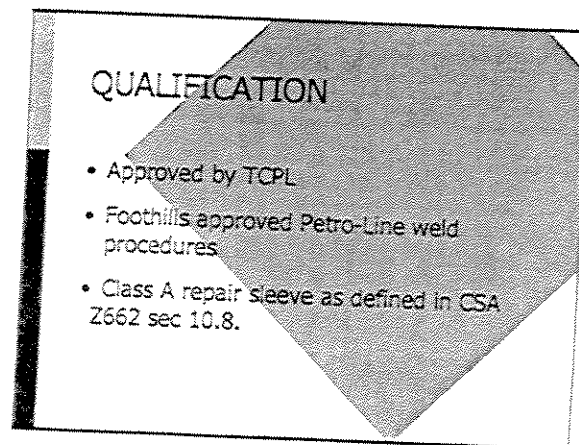 QUALIFICATION
• Approved by TCPL
• Foothills approved Petro-Line weld
procedures
• Class A repair sleeve as defined in CSA
Z662 sec 10.8.